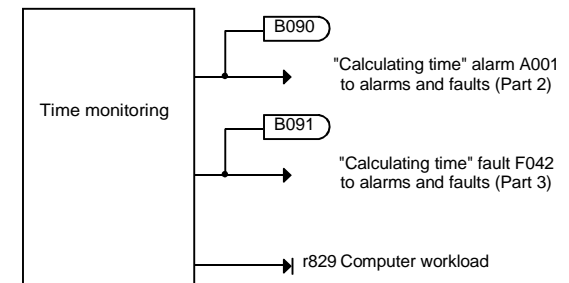 B090
"Calculating time" alarm A001
to alarms and faults (Part 2)
Time monitoring
B091
"Calculating time" fault F042
to alarms and faults (Part 3)
r829 Computer workload